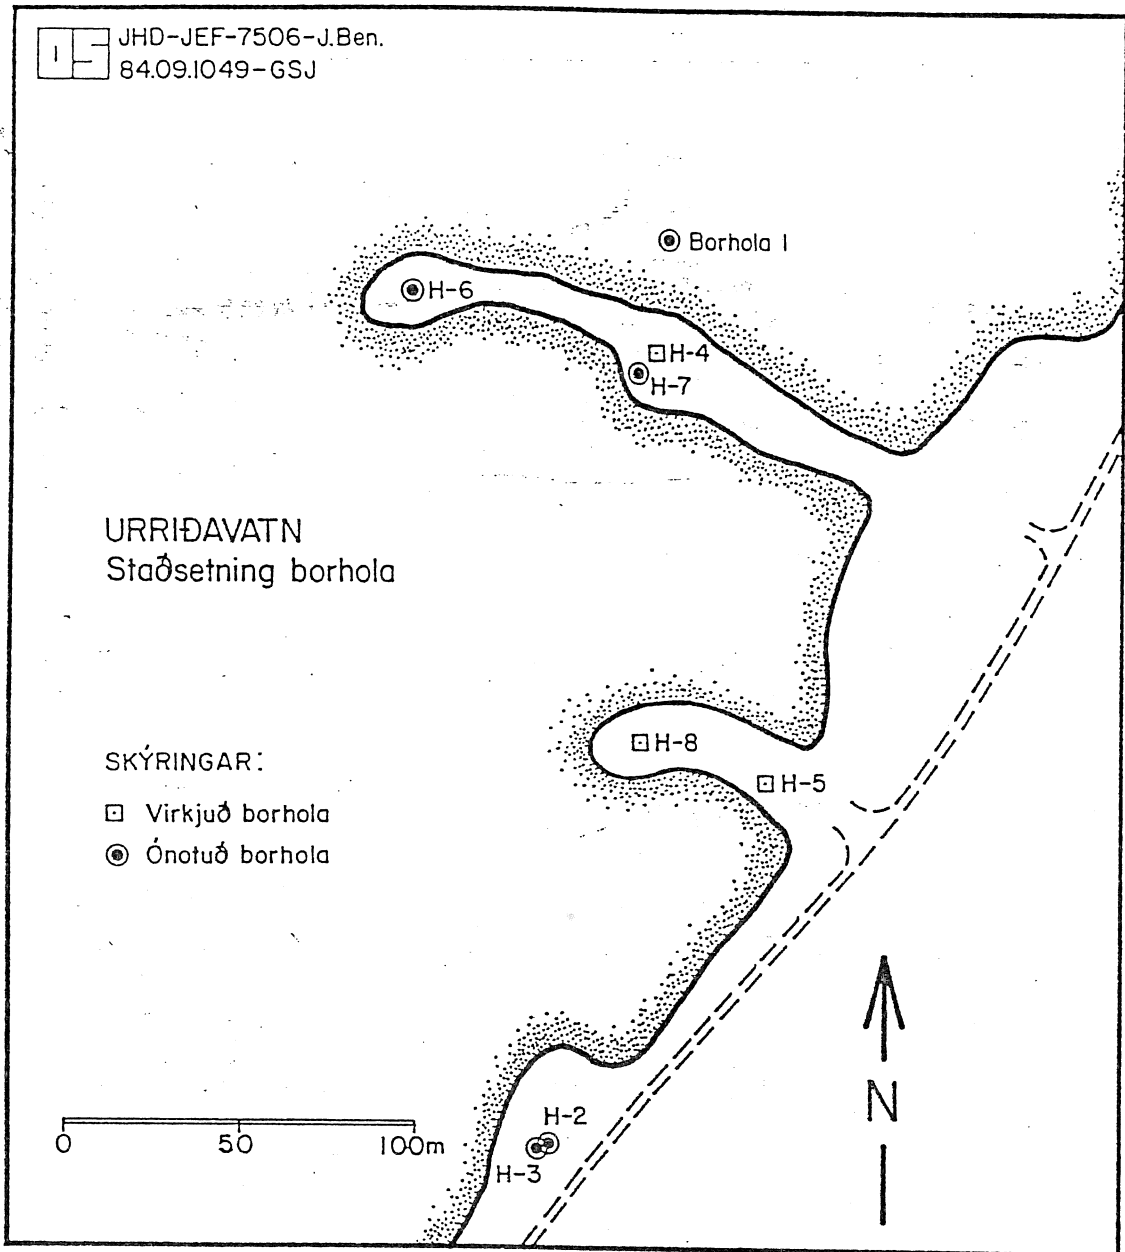 OS JHD-JEF-7506-J.Ben.
84.09.1049-GSJ
Borhola 1
H-6
H-4
H-7
URRIÐAVATN
Staðsetning borhola
H-8
H-5
SKÝRINGAR:
Virkjuð borhola
Ónotuð borhola
N
H-2
0 50 100m
H-3